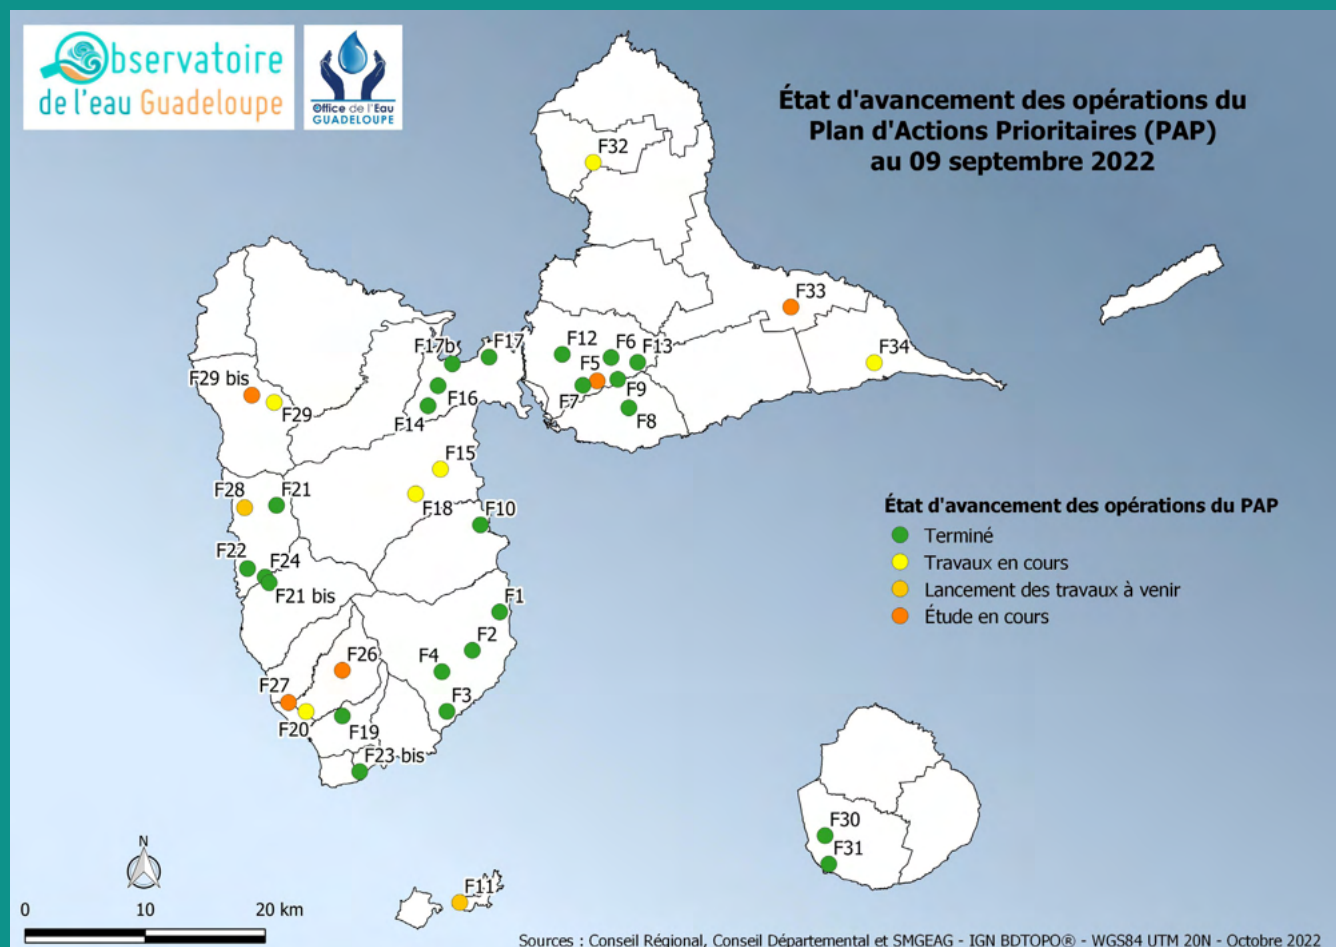 Observatoire
de l'eau Guadeloupe
Office de l'Eau
GUADELOUPE
État d'avancement des opérations du
Plan d'Actions Prioritaires (PAP)
au 09 septembre 2022
F32
F33
F34
F12
F6
F13
F5
F7
F9
F8
F17b
F17
F16
F14
F29 bis
F29
F15
F18
F28
F21
F10
F22
F24
F21 bis
F1
F2
F4
F3
F26
F27
F20
F19
F23 bis
État d'avancement des opérations du PAP
Terminé
Travaux en cours
Lancement des travaux à venir
Étude en cours
F30
F31
F11
N
0 10 20 km
Sources : Conseil Régional, Conseil Départemental et SMGEAG - IGN BDTOPO® - WGS84 UTM 20N - Octobre 2022